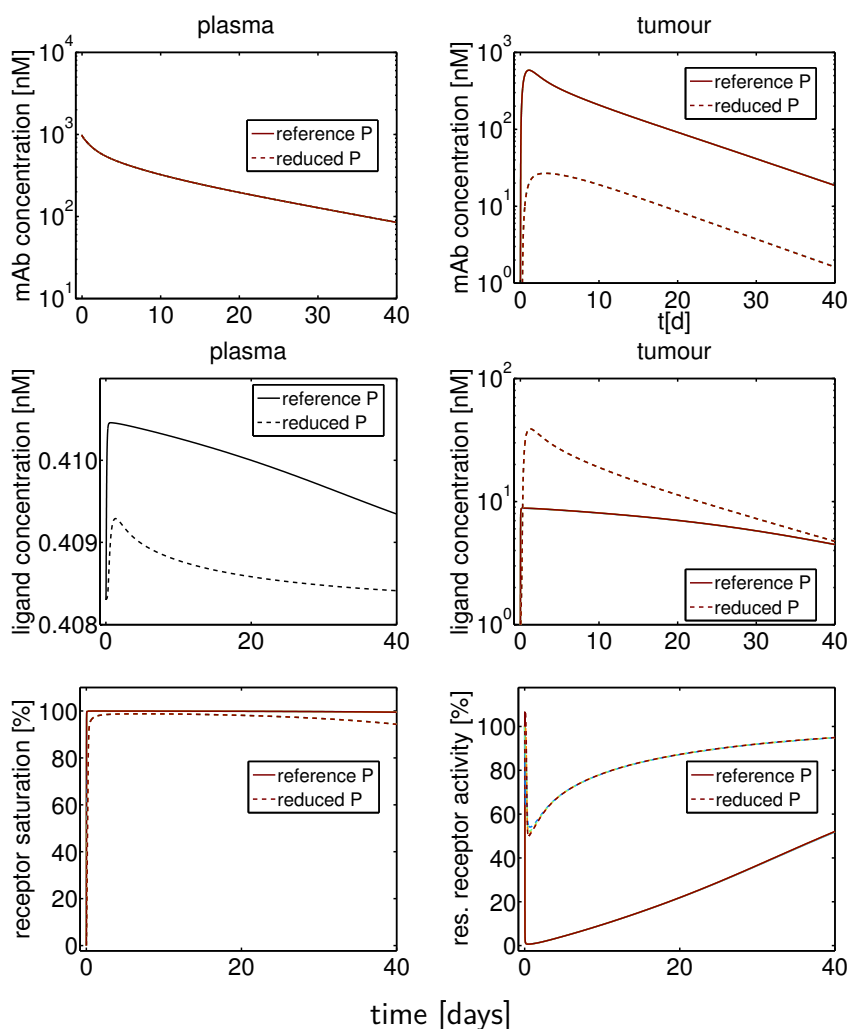 plasma
mAb concentration [nM]
10^4
10^3
10^2
10^1
0 10 20 30 40
reference P
reduced P
tumour
mAb concentration [nM]
10^3
10^2
10^1
10^0
0 10 20 30 40
t[d]
reference P
reduced P
plasma
ligand concentration [nM]
0.410
0.409
0.408
0 20 40
reference P
reduced P
tumour
ligand concentration [nM]
10^2
10^1
10^0
0 10 20 30 40
reference P
reduced P
receptor saturation [%]
100
80
60
40
20
0
0 20 40
reference P
reduced P
res. receptor activity [%]
100
80
60
40
20
0
0 20 40
reference P
reduced P
time [days]